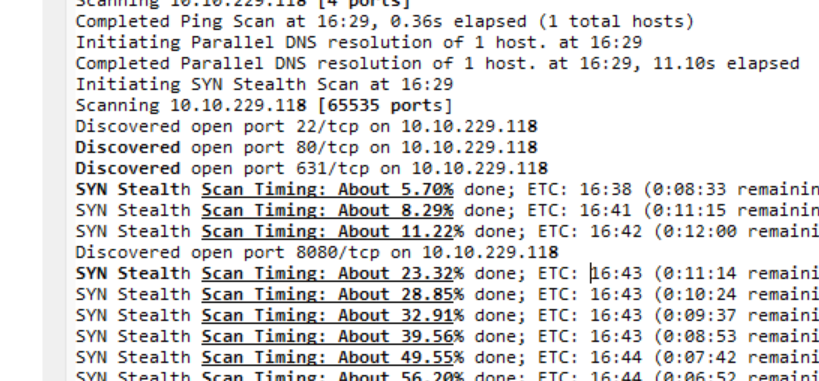 Scanning 10.10.229.118 [4 ports]
Completed Ping Scan at 16:29, 0.36s elapsed (1 total hosts)
Initiating Parallel DNS resolution of 1 host. at 16:29
Completed Parallel DNS resolution of 1 host. at 16:29, 11.10s elapsed
Initiating SYN Stealth Scan at 16:29
Scanning 10.10.229.118 [65535 ports]
Discovered open port 22/tcp on 10.10.229.118
Discovered open port 80/tcp on 10.10.229.118
Discovered open port 631/tcp on 10.10.229.118
SYN Stealth Scan Timing: About 5.70% done; ETC: 16:38 (0:08:33 remainin
SYN Stealth Scan Timing: About 8.29% done; ETC: 16:41 (0:11:15 remainin
SYN Stealth Scan Timing: About 11.22% done; ETC: 16:42 (0:12:00 remainin
Discovered open port 8080/tcp on 10.10.229.118
SYN Stealth Scan Timing: About 23.32% done; ETC: 16:43 (0:11:14 remaini
SYN Stealth Scan Timing: About 28.85% done; ETC: 16:43 (0:10:24 remaini
SYN Stealth Scan Timing: About 32.91% done; ETC: 16:43 (0:09:37 remaini
SYN Stealth Scan Timing: About 39.56% done; ETC: 16:43 (0:08:53 remaini
SYN Stealth Scan Timing: About 49.55% done; ETC: 16:44 (0:07:42 remaini
SYN Stealth Scan Timing: About 56.20% done; ETC: 16:44 (0:06:52 remaini